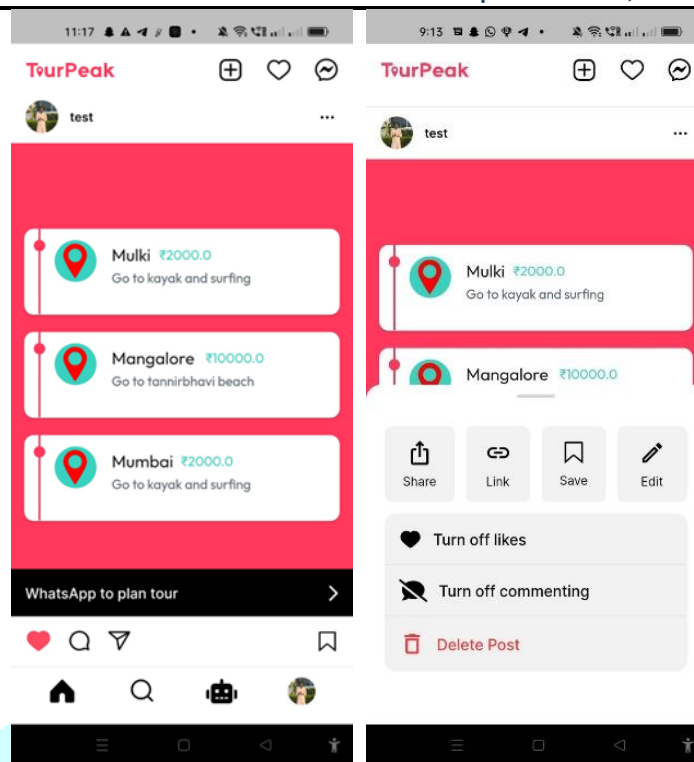 11:17
TourPeak
test
Mulki ₹2000.0
Go to kayak and surfing
Mangalore ₹10000.0
Go to tannirbhavi beach
Mumbai ₹2000.0
Go to kayak and surfing
WhatsApp to plan tour
9:13
TourPeak
test
Mulki ₹2000.0
Go to kayak and surfing
Mangalore ₹10000.0
Share
Link
Save
Edit
Turn off likes
Turn off commenting
Delete Post